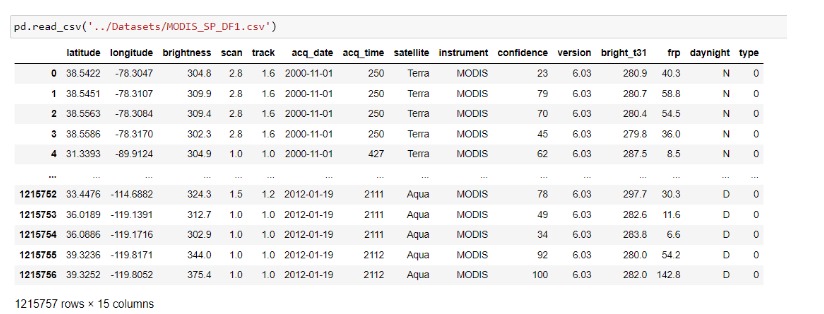 pd.read_csv('../Datasets/MODIS_SP_DF1.csv')
latitude longitude brightness scan track acq_date acq_time satellite instrument confidence version bright_t31 frp daynight type
0 38.5422 -78.3047 304.8 2.8 1.6 2000-11-01 250 Terra MODIS 23 6.03 280.9 40.3 N 0
1 38.5451 -78.3107 309.9 2.8 1.6 2000-11-01 250 Terra MODIS 79 6.03 280.7 58.8 N 0
2 38.5563 -78.3084 309.4 2.8 1.6 2000-11-01 250 Terra MODIS 70 6.03 280.4 54.5 N 0
3 38.5586 -78.3170 302.3 2.8 1.6 2000-11-01 250 Terra MODIS 45 6.03 279.8 36.0 N 0
4 31.3393 -89.9124 304.9 1.0 1.0 2000-11-01 427 Terra MODIS 62 6.03 287.5 8.5 N 0
... ... ... ... ... ... ... ... ... ... ... ... ... ... ... ...
1215752 33.4476 -114.6882 324.3 1.5 1.2 2012-01-19 2111 Aqua MODIS 78 6.03 297.7 30.3 D 0
1215753 36.0189 -119.1391 312.7 1.0 1.0 2012-01-19 2111 Aqua MODIS 49 6.03 282.6 11.6 D 0
1215754 36.0886 -119.1716 302.9 1.0 1.0 2012-01-19 2111 Aqua MODIS 34 6.03 283.8 6.6 D 0
1215755 39.3236 -119.8171 344.0 1.0 1.0 2012-01-19 2112 Aqua MODIS 92 6.03 280.0 54.2 D 0
1215756 39.3252 -119.8052 375.4 1.0 1.0 2012-01-19 2112 Aqua MODIS 100 6.03 282.0 142.8 D 0
1215757 rows × 15 columns